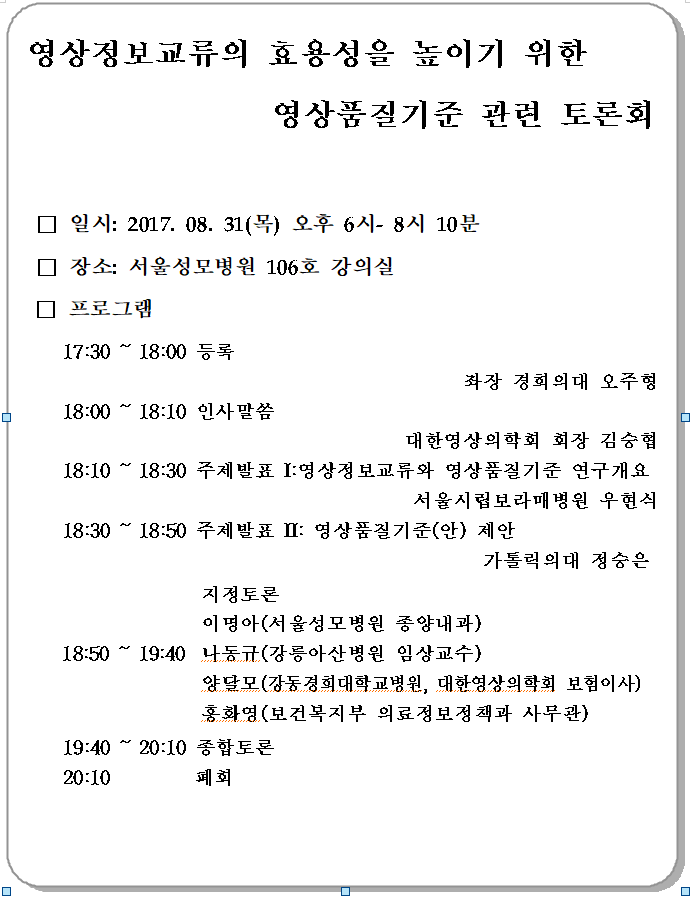 영상정보교류의 효용성을 높이기 위한
영상품질기준 관련 토론회
□ 일시: 2017. 08. 31(목) 오후 6시- 8시 10분
□ 장소: 서울성모병원 106호 강의실
□ 프로그램
17:30 ~ 18:00 등록
좌장 경희의대 오주형
18:00 ~ 18:10 인사말씀
대한영상의학회 회장 김승협
18:10 ~ 18:30 주제발표 I:영상정보교류와 영상품질기준 연구개요
서울시립보라매병원 우현식
18:30 ~ 18:50 주제발표 II: 영상품질기준(안) 제안
가톨릭의대 정승은
지정토론
이명아(서울성모병원 종양내과)
18:50 ~ 19:40 나동규(강릉아산병원 임상교수)
양달모(강동경희대학교병원, 대한영상의학회 보험이사)
홍화영(보건복지부 의료정보정책과 사무관)
19:40 ~ 20:10 종합토론
20:10 폐회